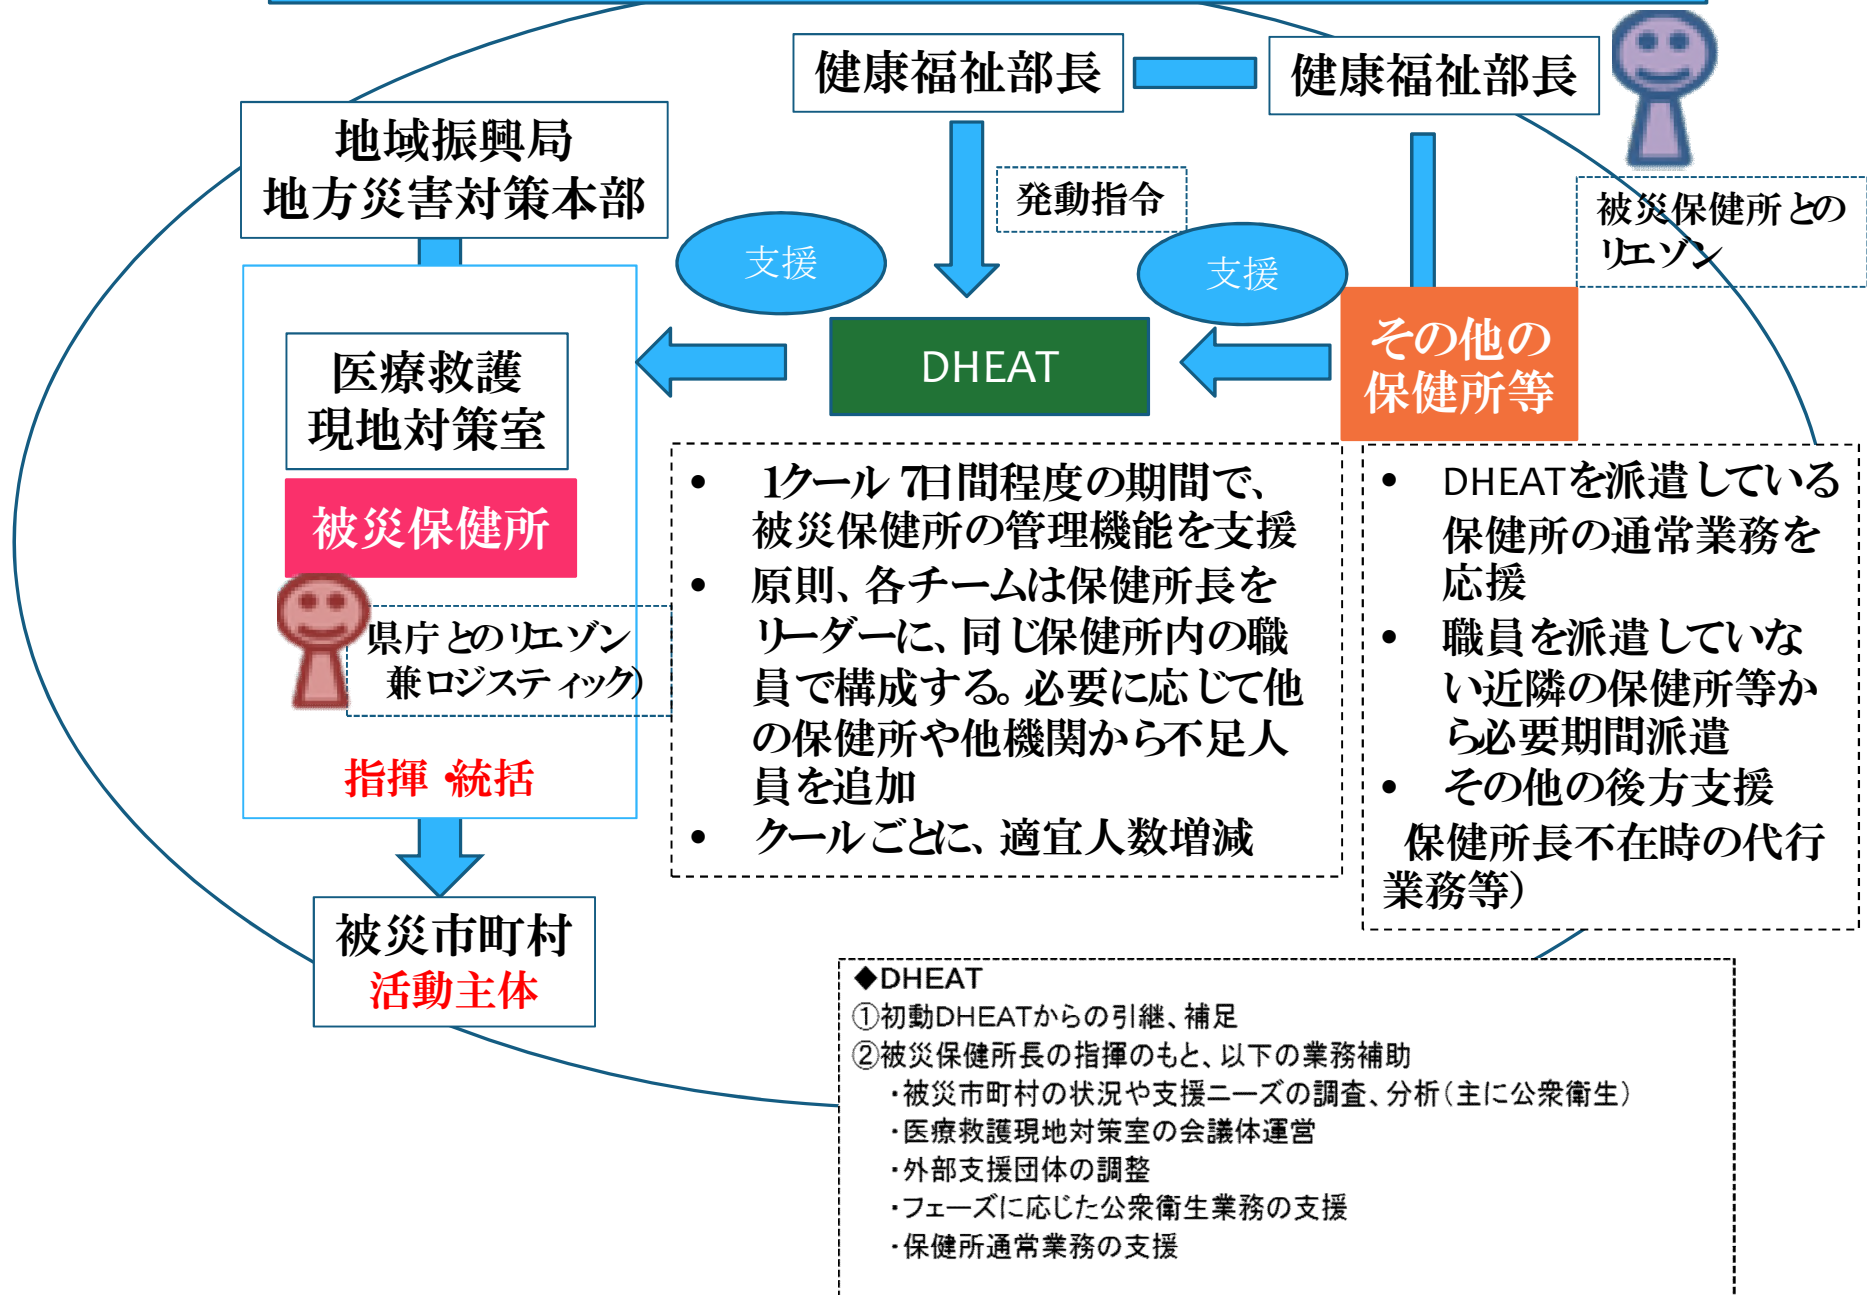 健康福祉部長
健康福祉部長
地域振興局
地方災害対策本部
発動指令
被災保健所との
リエゾン
支援
支援
医療救護
現地対策室
DHEAT
その他の
保健所等
被災保健所
県庁とのリエゾン
兼ロジスティック)
指揮・統括
• 1クール7日間程度の期間で、
被災保健所の管理機能を支援
• 原則、各チームは保健所長を
リーダーに、同じ保健所内の職
員で構成する。必要に応じて他
の保健所や他機関から不足人
員を追加
• クールごとに、適宜人数増減
• DHEATを派遣している
保健所の通常業務を
応援
• 職員を派遣していな
い近隣の保健所等か
ら必要期間派遣
• その他の後方支援
保健所長不在時の代行
業務等)
被災市町村
活動主体
◆DHEAT
①初動DHEATからの引継、補足
②被災保健所長の指揮のもと、以下の業務補助
・被災市町村の状況や支援ニーズの調査、分析(主に公衆衛生)
・医療救護現地対策室の会議体運営
・外部支援団体の調整
・フェーズに応じた公衆衛生業務の支援
・保健所通常業務の支援